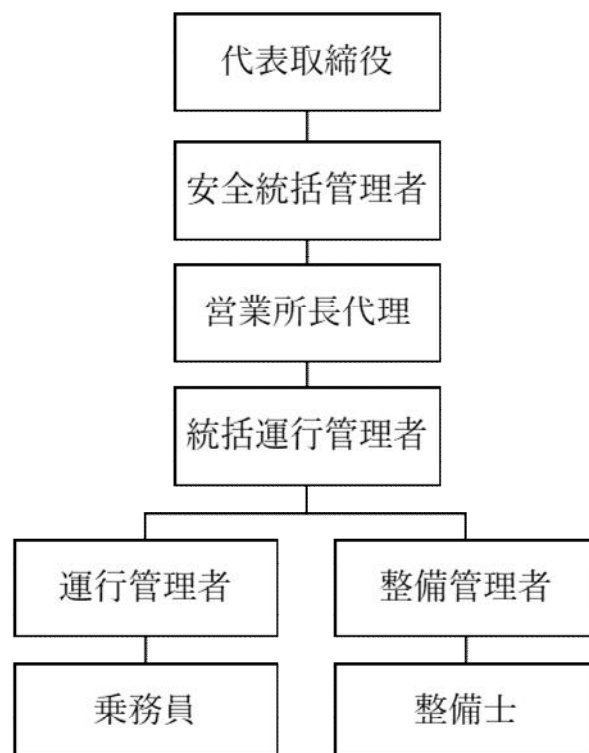 代表取締役
安全統括管理者
営業所長代理
統括運行管理者
運行管理者
整備管理者
乗務員
整備士